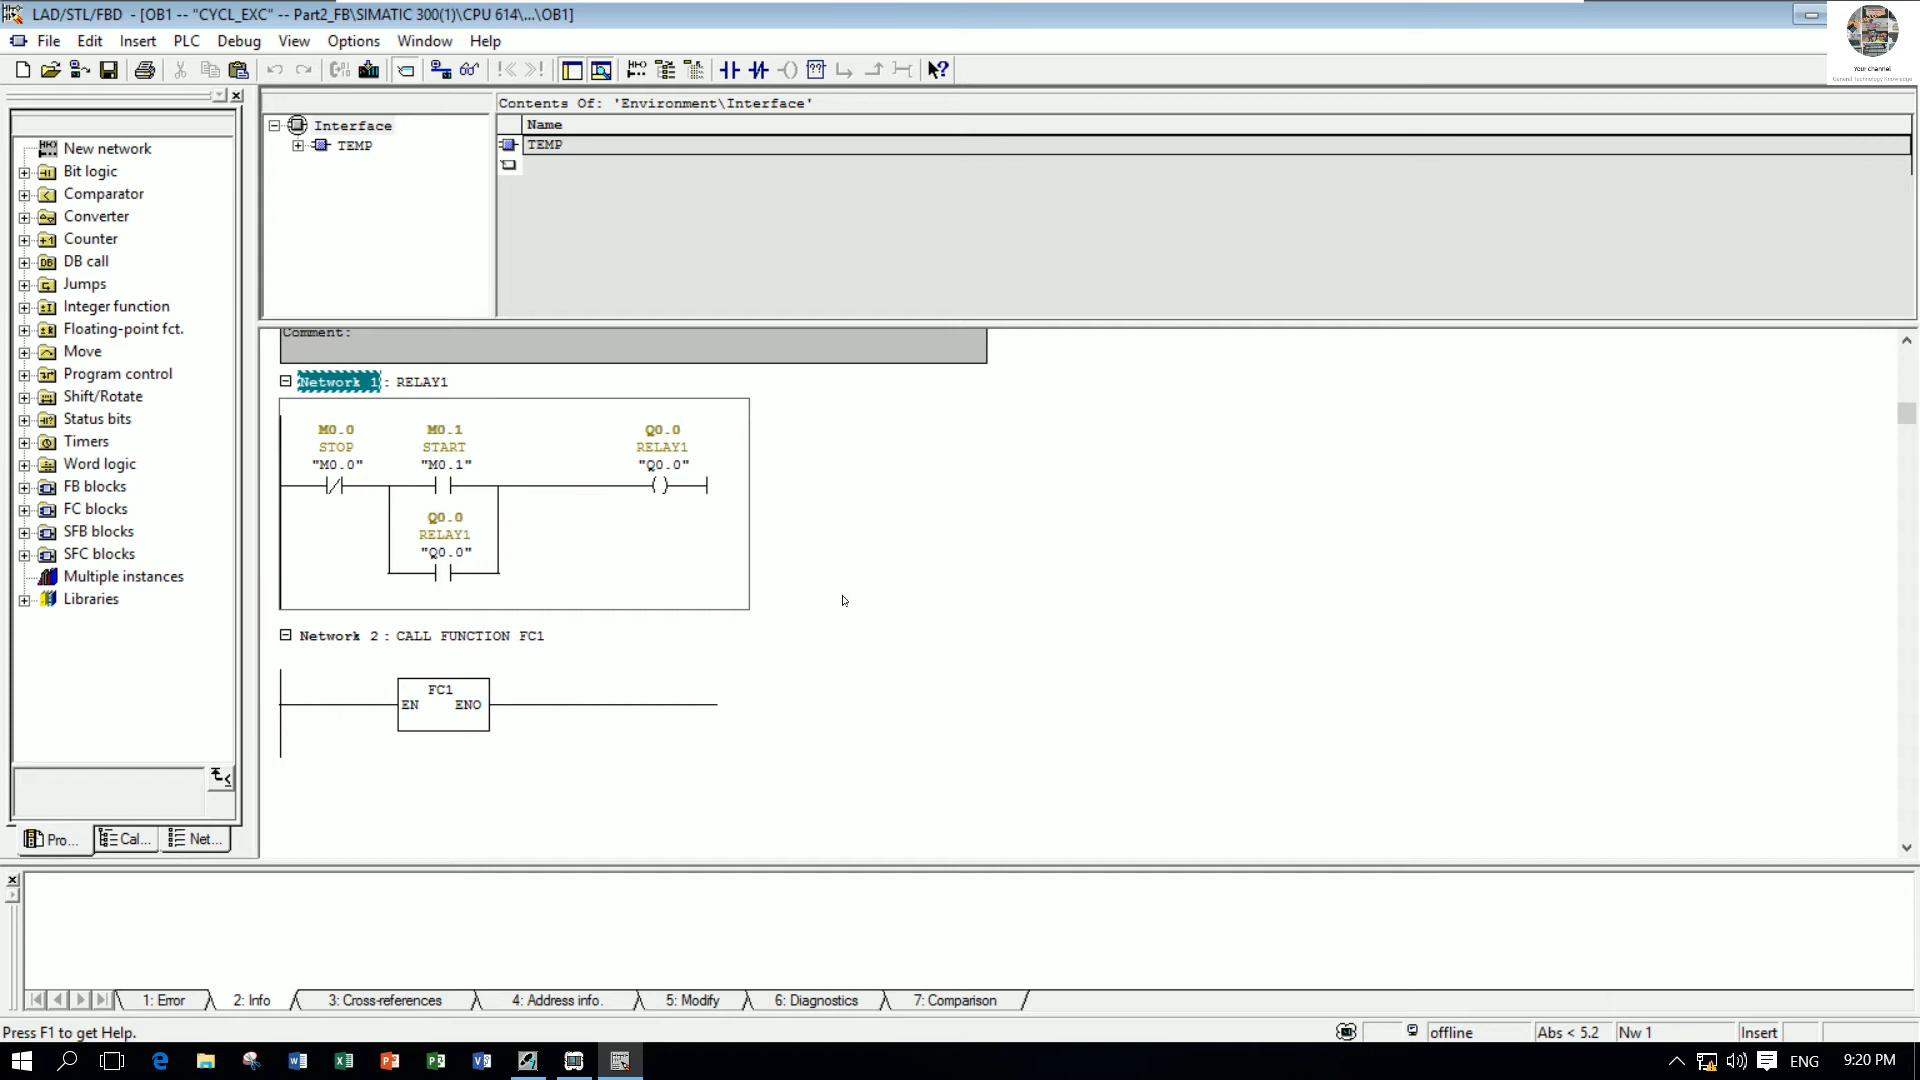 LAD/STL/FBD - [OB1 -- "CYCL_EXC" -- Part2_FB\SIMATIC 300(1)\CPU 614\...\OB1]
File Edit Insert PLC Debug View Options Window Help
Your channel
General Technology Knowledge
Contents Of: 'Environment\Interface'
Interface
TEMP
Name
TEMP
New network
Bit logic
Comparator
Converter
Counter
DB call
Jumps
Integer function
Floating-point fct.
Move
Program control
Shift/Rotate
Status bits
Timers
Word logic
FB blocks
FC blocks
SFB blocks
SFC blocks
Multiple instances
Libraries
Pro... Cal... Net...
Comment:
Network 1 : RELAY1
M0.0 M0.1 Q0.0
STOP START RELAY1
"M0.0" "M0.1" "Q0.0"
Q0.0
RELAY1
"Q0.0"
Network 2 : CALL FUNCTION FC1
FC1
EN ENO
1: Error 2: Info 3: Cross-references 4: Address info. 5: Modify 6: Diagnostics 7: Comparison
Press F1 to get Help. offline Abs < 5.2 Nw 1 Insert
ENG 9:20 PM